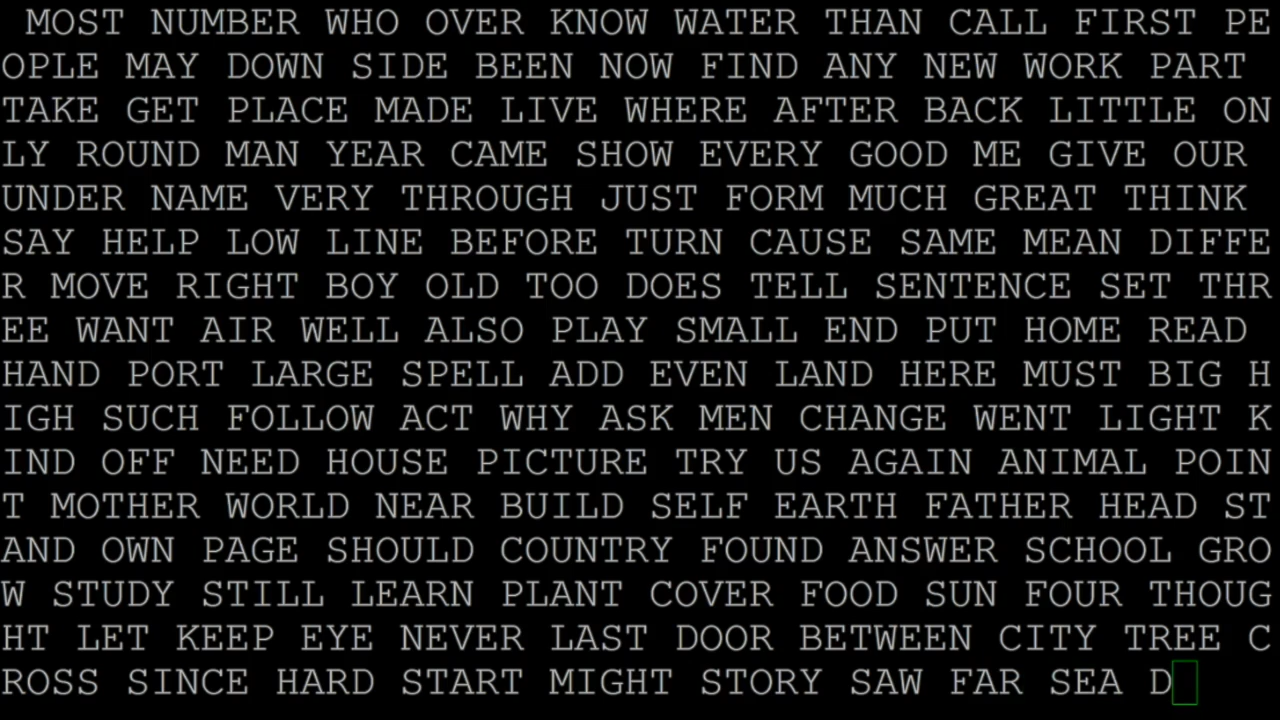 MOST NUMBER WHO OVER KNOW WATER THAN CALL FIRST PE
OPLE MAY DOWN SIDE BEEN NOW FIND ANY NEW WORK PART
TAKE GET PLACE MADE LIVE WHERE AFTER BACK LITTLE ON
LY ROUND MAN YEAR CAME SHOW EVERY GOOD ME GIVE OUR
UNDER NAME VERY THROUGH JUST FORM MUCH GREAT THINK
SAY HELP LOW LINE BEFORE TURN CAUSE SAME MEAN DIFFE
R MOVE RIGHT BOY OLD TOO DOES TELL SENTENCE SET THR
EE WANT AIR WELL ALSO PLAY SMALL END PUT HOME READ
HAND PORT LARGE SPELL ADD EVEN LAND HERE MUST BIG H
IGH SUCH FOLLOW ACT WHY ASK MEN CHANGE WENT LIGHT K
IND OFF NEED HOUSE PICTURE TRY US AGAIN ANIMAL POIN
T MOTHER WORLD NEAR BUILD SELF EARTH FATHER HEAD ST
AND OWN PAGE SHOULD COUNTRY FOUND ANSWER SCHOOL GRO
W STUDY STILL LEARN PLANT COVER FOOD SUN FOUR THOUG
HT LET KEEP EYE NEVER LAST DOOR BETWEEN CITY TREE C
ROSS SINCE HARD START MIGHT STORY SAW FAR SEA D